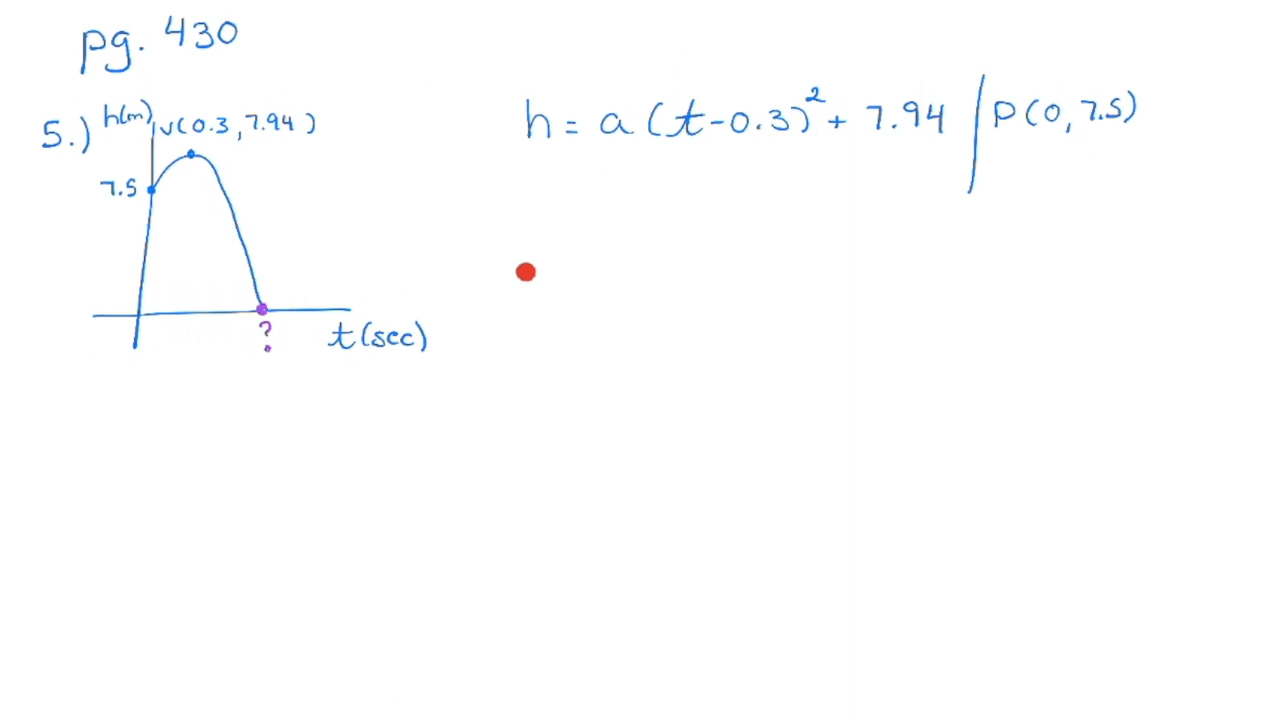 pg. 430
5.) h(m) V(0.3, 7.94)
h = a(t-0.3)² + 7.94 | P(0, 7.5)
7.5
?
t(sec)